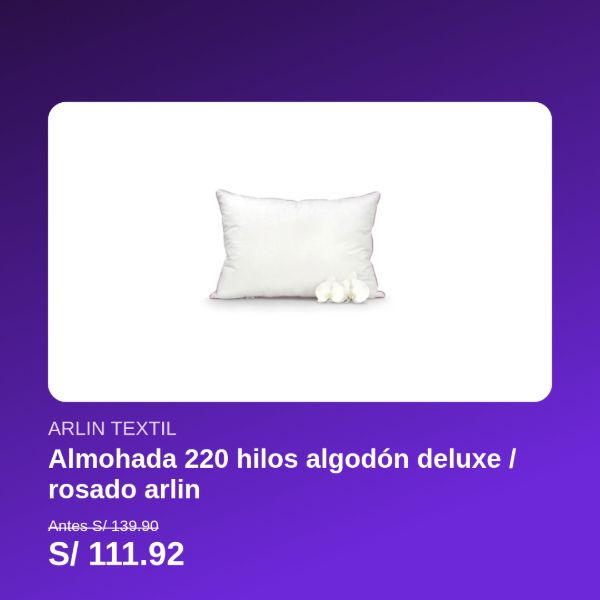 ARLIN TEXTIL
Almohada 220 hilos algodón deluxe /
rosado arlin
Antes S/ 139.90
S/ 111.92